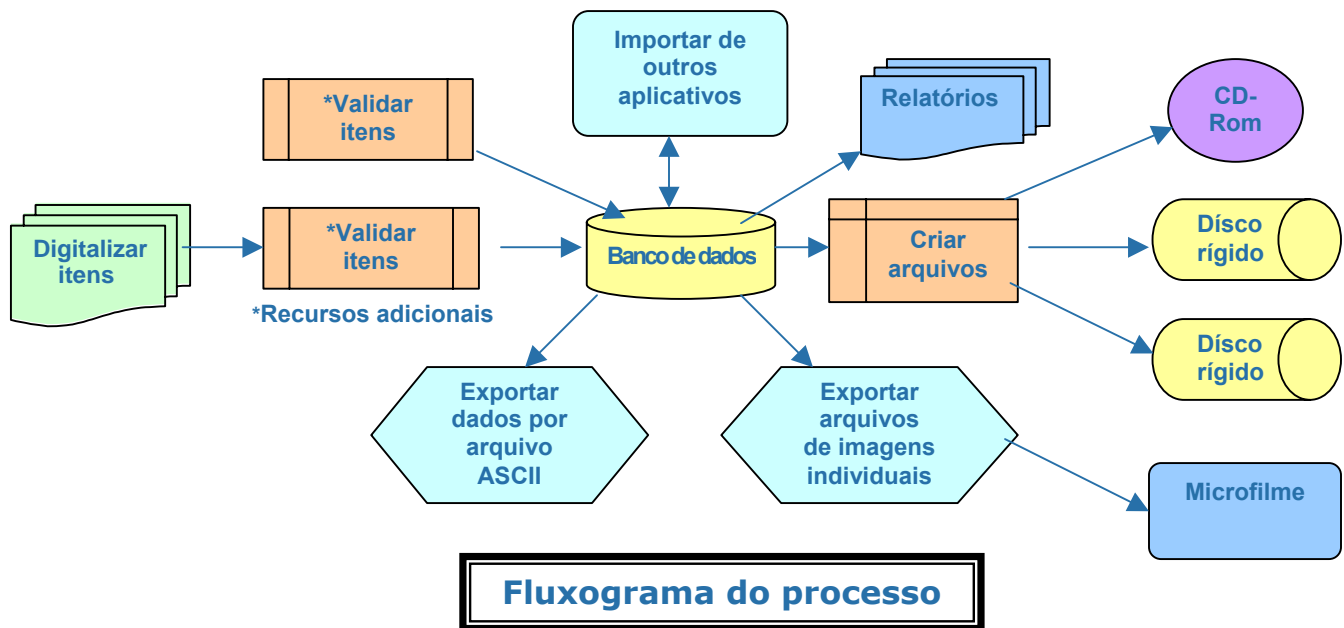 Importar de
outros
aplicativos
*Validar
itens
Relatórios
CD-
Rom
Digitalizar
itens
*Validar
itens
*Recursos adicionais
Banco de dados
Criar
arquivos
Dísco
rígido
Dísco
rígido
Exportar
dados por
arquivo
ASCII
Exportar
arquivos
de imagens
individuais
Microfilme
Fluxograma do processo